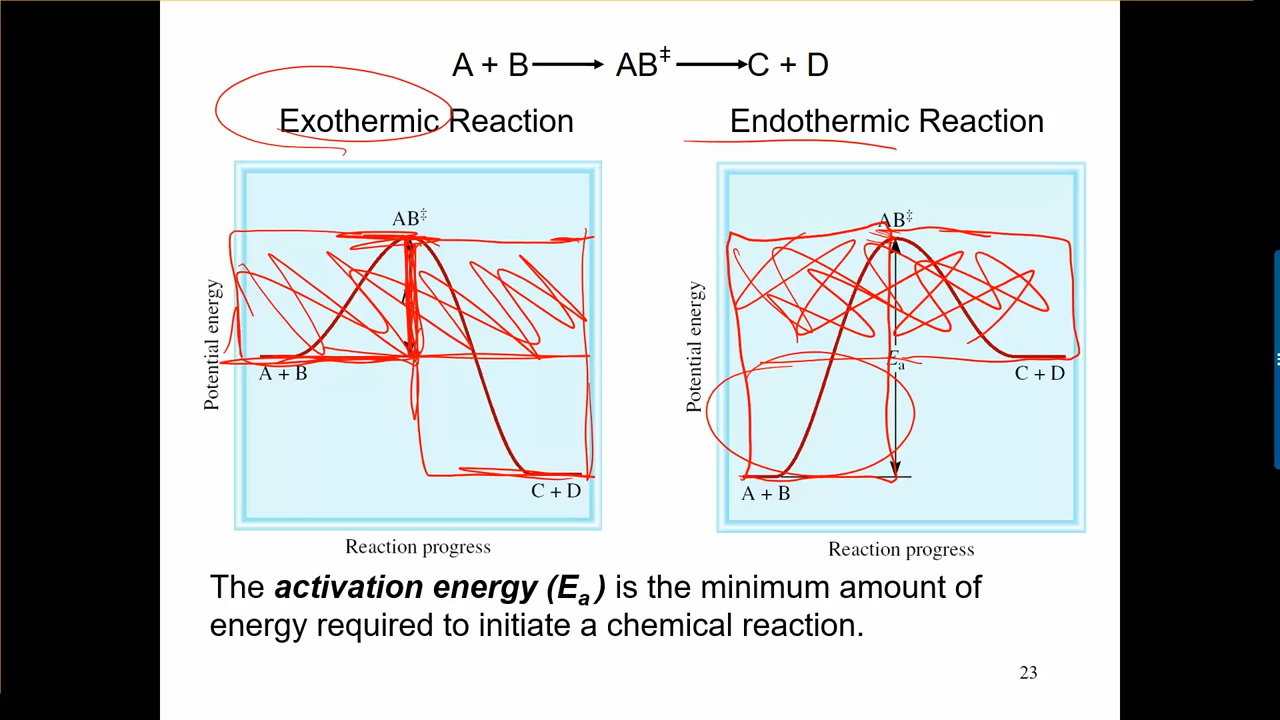 A + B → AB‡ → C + D
Exothermic Reaction
Endothermic Reaction
Potential energy
AB‡
A + B
C + D
Reaction progress
Potential energy
AB‡
Ea
A + B
C + D
Reaction progress
The activation energy (Ea ) is the minimum amount of
energy required to initiate a chemical reaction.
23